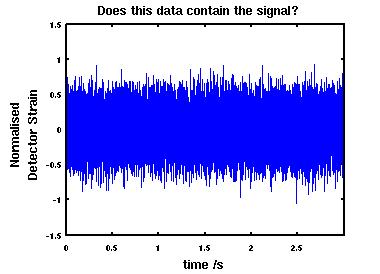 Does this data contain the signal?
1.5
1
0.5
0
-0.5
-1
-1.5
Normalised
Detector Strain
0 0.5 1 1.5 2 2.5
time /s